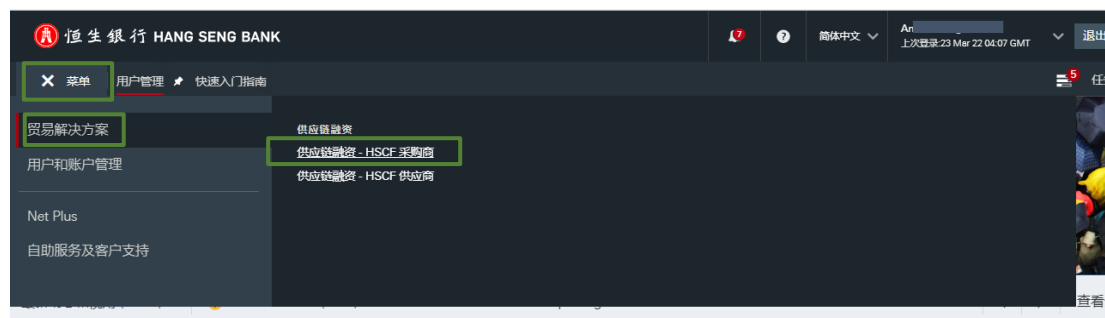 恒生銀行 HANG SENG BANK
7
?
简体中文
An
上次登录:23 Mar 22 04:07 GMT
退出
菜单
用户管理
快速入门指南
5
任
贸易解决方案
用户和账户管理
Net Plus
自助服务及客户支持
供应链融资
供应链融资 - HSCF 采购商
供应链融资 - HSCF 供应商
查看